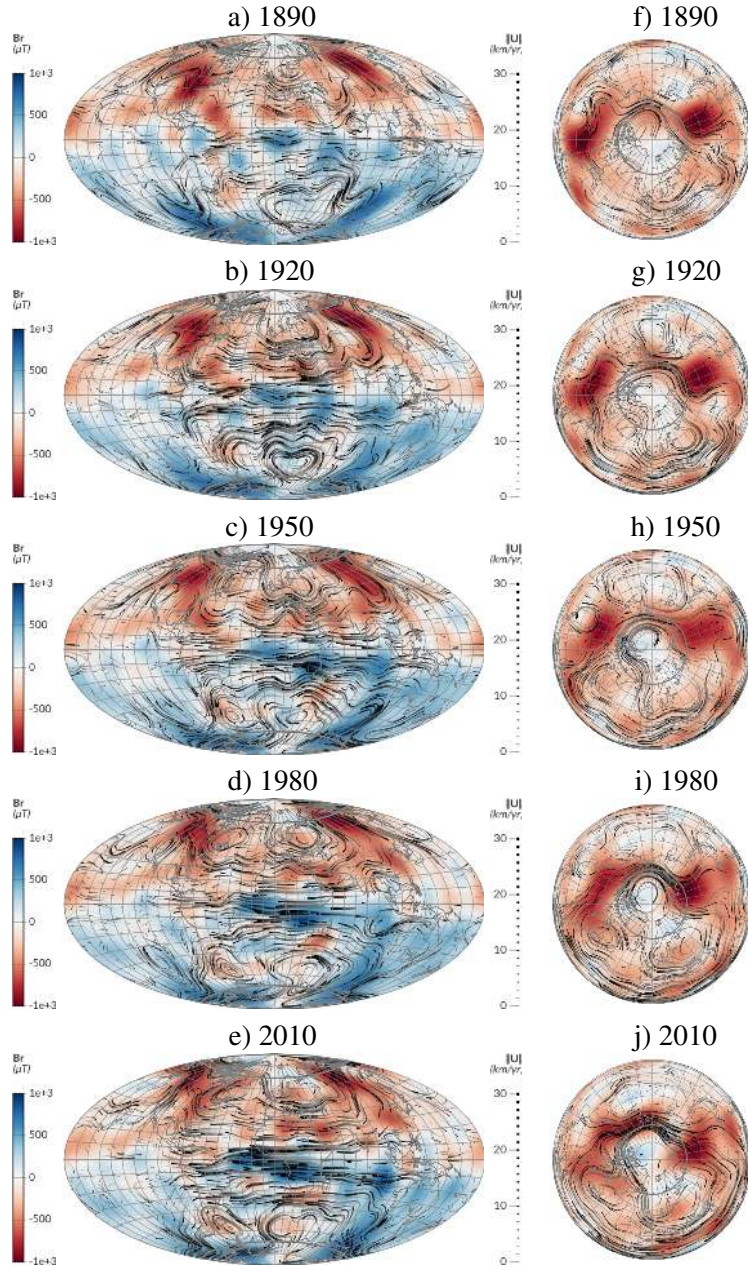 a) 1890
f) 1890
Br
(μT)
1e+3
500
0
-500
-1e+3
||U||
(km/yr)
30
20
10
0
b) 1920
g) 1920
Br
(μT)
1e+3
500
0
-500
-1e+3
||U||
(km/yr)
30
20
10
0
c) 1950
h) 1950
Br
(μT)
1e+3
500
0
-500
-1e+3
||U||
(km/yr)
30
20
10
0
d) 1980
i) 1980
Br
(μT)
1e+3
500
0
-500
-1e+3
||U||
(km/yr)
30
20
10
0
e) 2010
j) 2010
Br
(μT)
1e+3
500
0
-500
-1e+3
||U||
(km/yr)
30
20
10
0